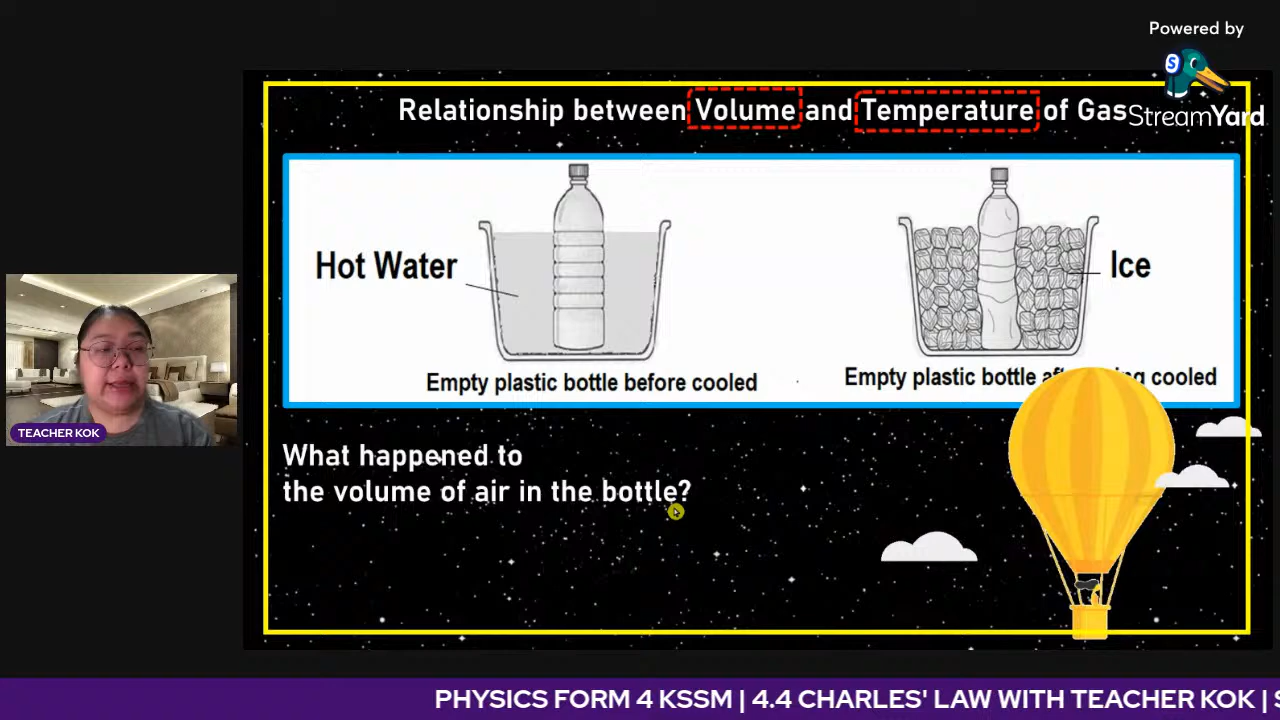 Powered by
S
StreamYard
Relationship between Volume and Temperature of Gas
Hot Water
Ice
Empty plastic bottle before cooled
Empty plastic bottle cooled
TEACHER KOK
What happened to
the volume of air in the bottle?
PHYSICS FORM 4 KSSM | 4.4 CHARLES' LAW WITH TEACHER KOK |